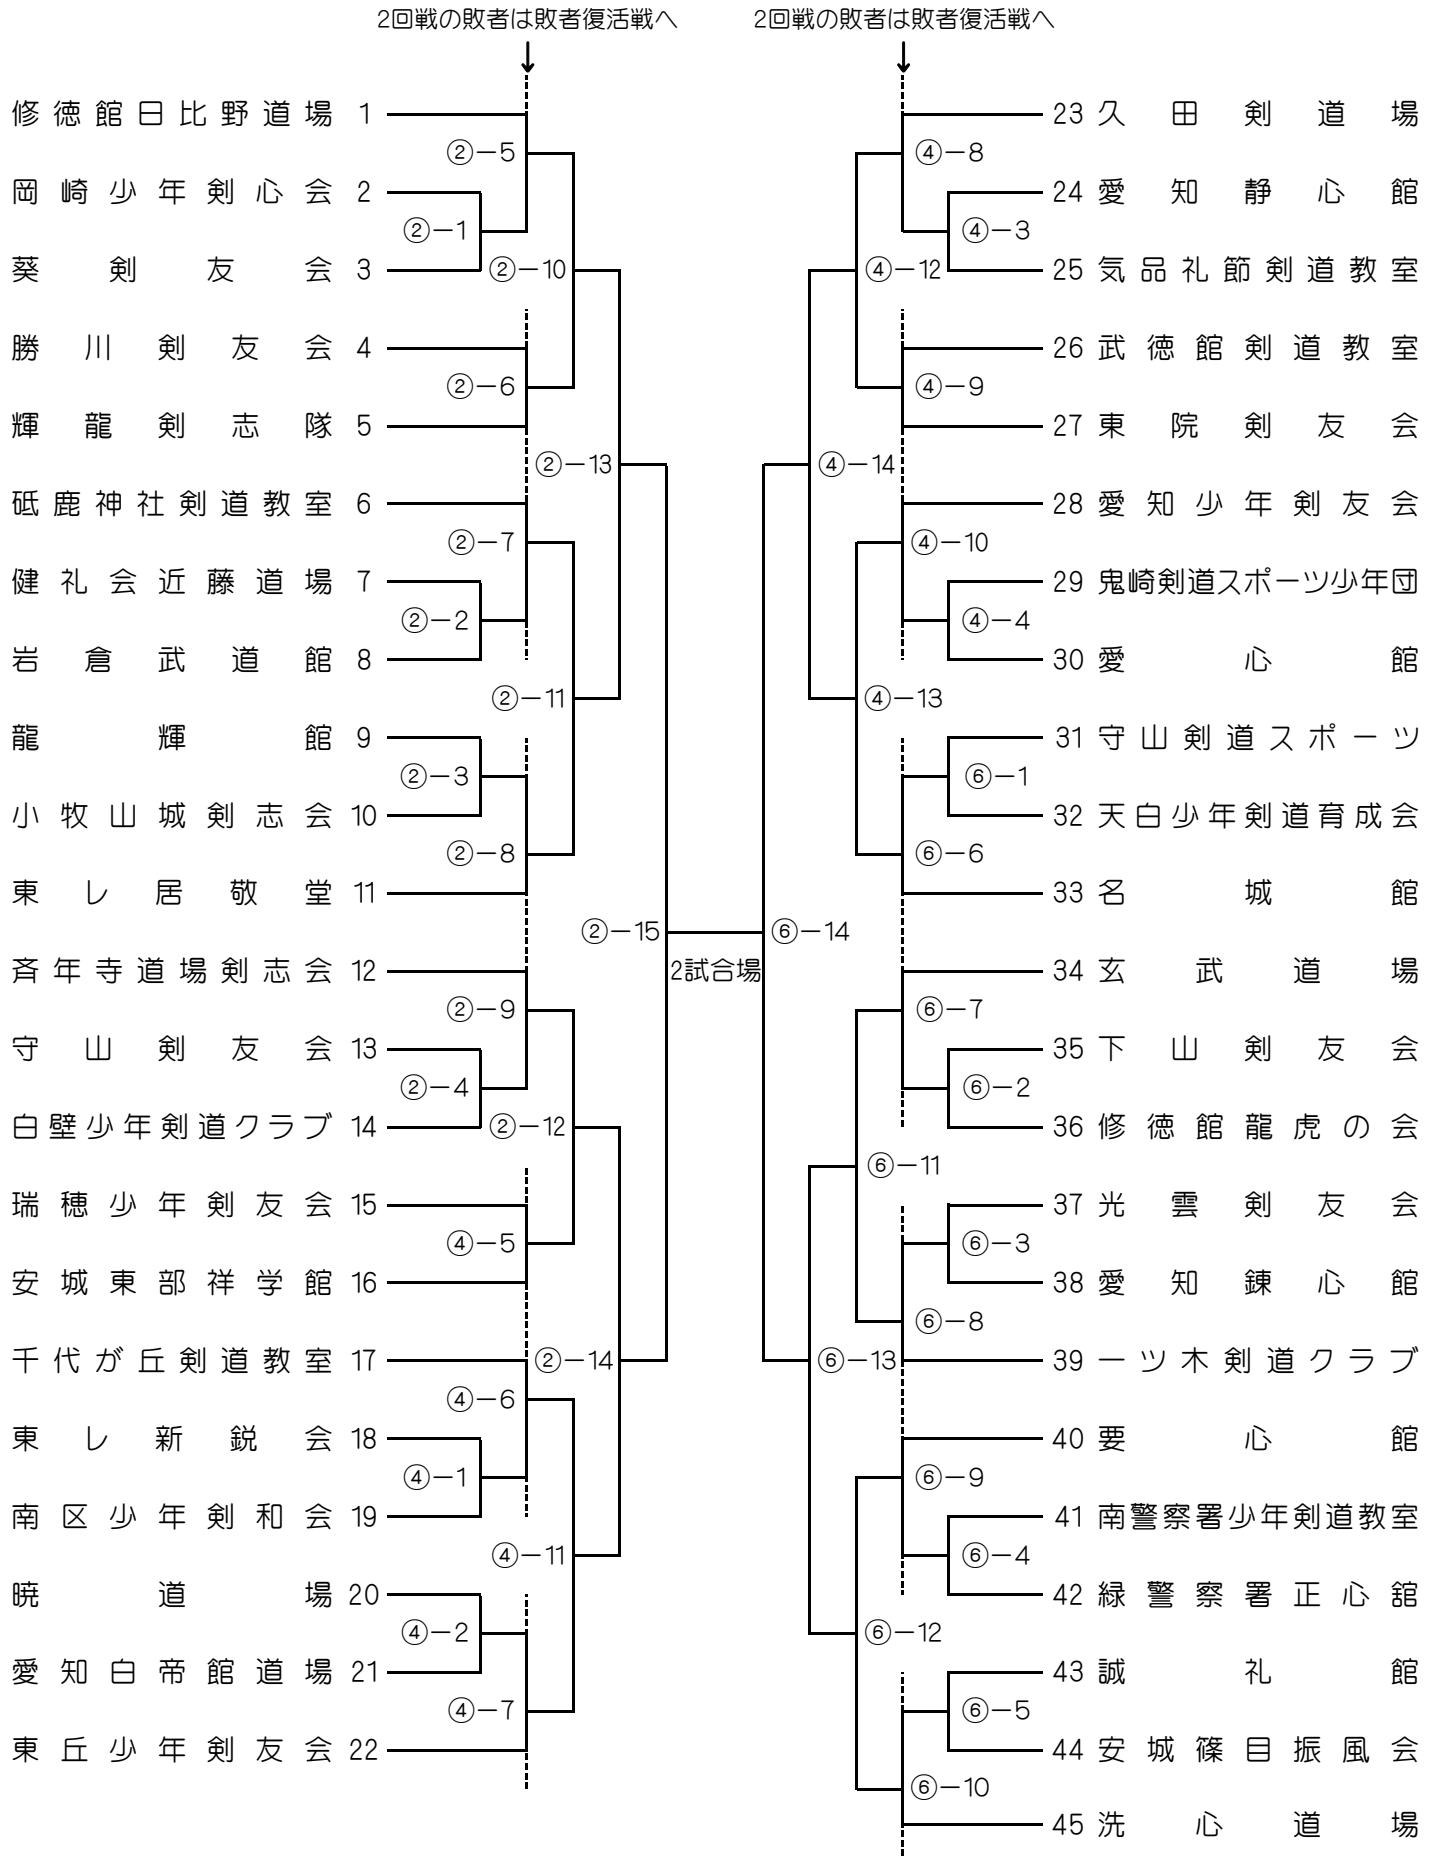 2回戦の敗者は敗者復活戦へ
2回戦の敗者は敗者復活戦へ
修徳館日比野道場 1
②−5
岡崎少年剣心会 2
②−1
葵剣友会 3
②−10
勝川剣友会 4
②−6
輝龍剣志隊 5
②−13
砥鹿神社剣道教室 6
②−7
健礼会近藤道場 7
②−2
岩倉武道館 8
②−11
龍輝館 9
②−3
小牧山城剣志会 10
②−8
東レ居敬堂 11
②−15
斉年寺道場剣志会 12
②−9
守山剣友会 13
②−4
白壁少年剣道クラブ 14
②−12
瑞穂少年剣友会 15
④−5
安城東部祥学館 16
千代が丘剣道教室 17
②−14
④−6
東レ新鋭会 18
④−1
南区少年剣和会 19
④−11
暁道場 20
④−2
愛知白帝館道場 21
④−7
東丘少年剣友会 22
2試合場
23 久田剣道場
④−8
24 愛知静心館
④−3
25 気品礼節剣道教室
④−12
26 武徳館剣道教室
④−9
27 東院剣友会
④−14
28 愛知少年剣友会
④−10
29 鬼崎剣道スポーツ少年団
④−4
30 愛心館
④−13
31 守山剣道スポーツ
⑥−1
32 天白少年剣道育成会
⑥−6
33 名城館
⑥−14
34 玄武道場
⑥−7
35 下山剣友会
⑥−2
36 修徳館龍虎の会
⑥−11
37 光雲剣友会
⑥−3
38 愛知錬心館
⑥−8
39 一ツ木剣道クラブ
⑥−13
40 要心館
⑥−9
41 南警察署少年剣道教室
⑥−4
42 緑警察署正心舘
⑥−12
43 誠礼館
⑥−5
44 安城篠目振風会
⑥−10
45 洗心道場